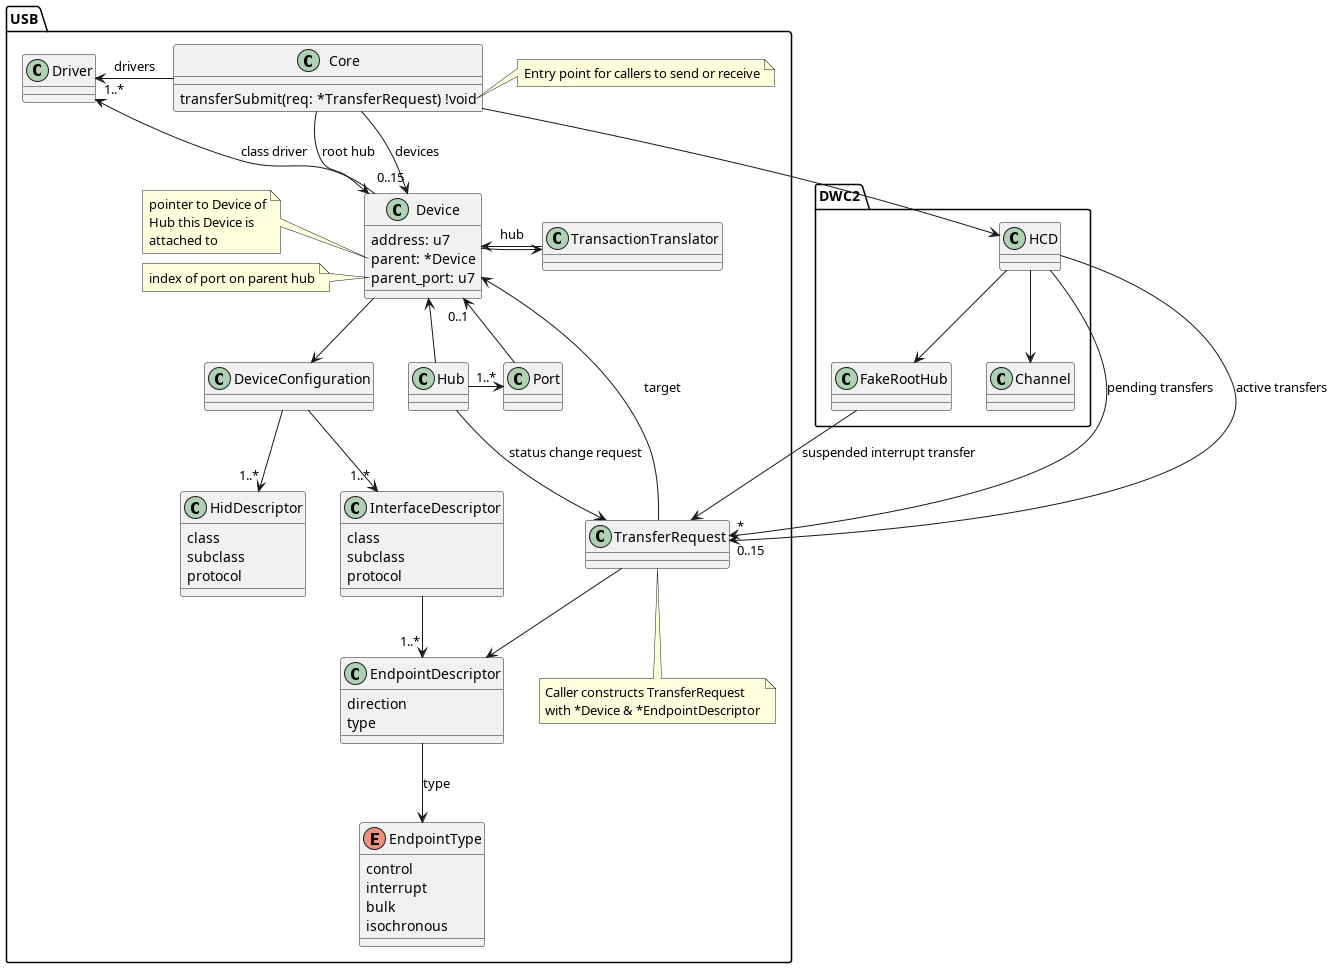 USB
C Driver
drivers
1..*
C Core
transferSubmit(req: *TransferRequest) !void
Entry point for callers to send or receive
class driver
root hub
devices
0..15
pointer to Device of
Hub this Device is
attached to
index of port on parent hub
C Device
address: u7
parent: *Device
parent_port: u7
hub
C TransactionTranslator
DWC2
C HCD
0..1
C DeviceConfiguration
C Hub
1..*
C Port
target
C FakeRootHub
C Channel
pending transfers
active transfers
status change request
suspended interrupt transfer
1..*
1..*
C HidDescriptor
class
subclass
protocol
C InterfaceDescriptor
class
subclass
protocol
C TransferRequest
*
0..15
1..*
C EndpointDescriptor
direction
type
Caller constructs TransferRequest
with *Device & *EndpointDescriptor
type
E EndpointType
control
interrupt
bulk
isochronous